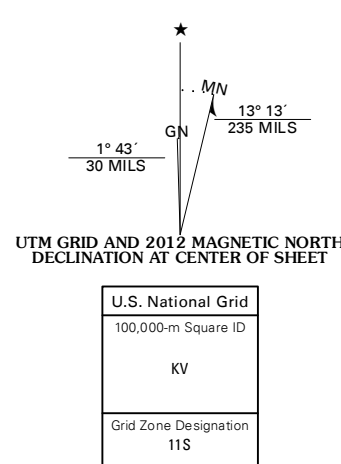 ★
MN
GN
13° 13´
235 MILS
1° 43´
30 MILS
UTM GRID AND 2012 MAGNETIC NORTH
DECLINATION AT CENTER OF SHEET
U.S. National Grid
100,000-m Square ID
KV
Grid Zone Designation
11S